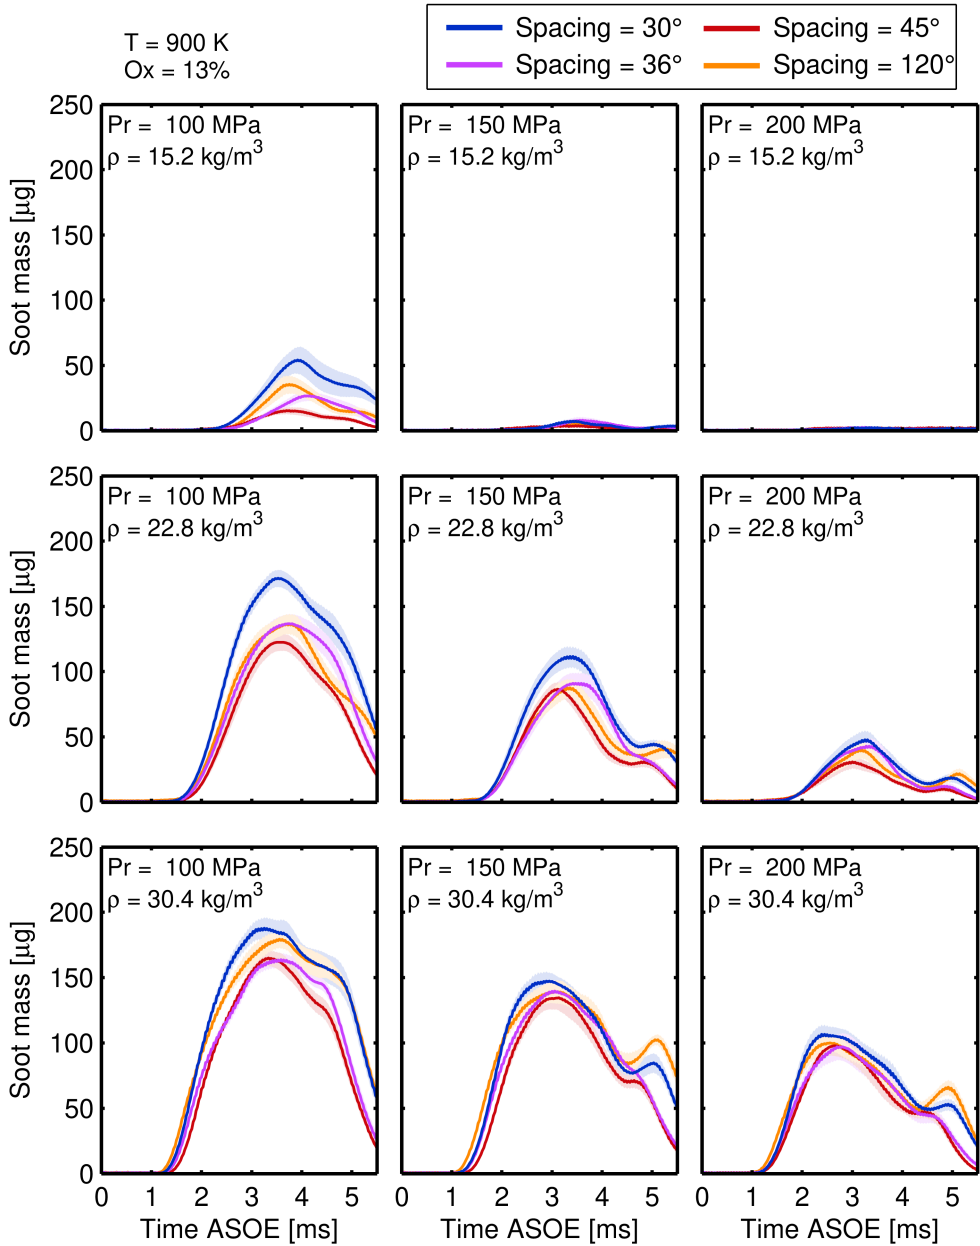 T = 900 K
Ox = 13%
Spacing = 30°
Spacing = 45°
Spacing = 36°
Spacing = 120°
250
200
150
100
50
0
Soot mass [µg]
Pr = 100 MPa
ρ = 15.2 kg/m³
Pr = 150 MPa
ρ = 15.2 kg/m³
Pr = 200 MPa
ρ = 15.2 kg/m³
250
200
150
100
50
0
Soot mass [µg]
Pr = 100 MPa
ρ = 22.8 kg/m³
Pr = 150 MPa
ρ = 22.8 kg/m³
Pr = 200 MPa
ρ = 22.8 kg/m³
250
200
150
100
50
0
Soot mass [µg]
Pr = 100 MPa
ρ = 30.4 kg/m³
Pr = 150 MPa
ρ = 30.4 kg/m³
Pr = 200 MPa
ρ = 30.4 kg/m³
0 1 2 3 4 5
0 1 2 3 4 5
0 1 2 3 4 5
Time ASOE [ms]
Time ASOE [ms]
Time ASOE [ms]